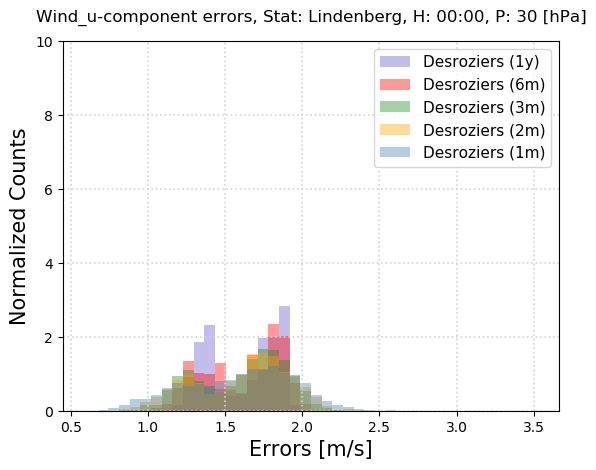 Wind_u-component errors, Stat: Lindenberg, H: 00:00, P: 30 [hPa]
10
8
6
4
2
0
Normalized Counts
Desroziers (1y)
Desroziers (6m)
Desroziers (3m)
Desroziers (2m)
Desroziers (1m)
0.5 1.0 1.5 2.0 2.5 3.0 3.5
Errors [m/s]